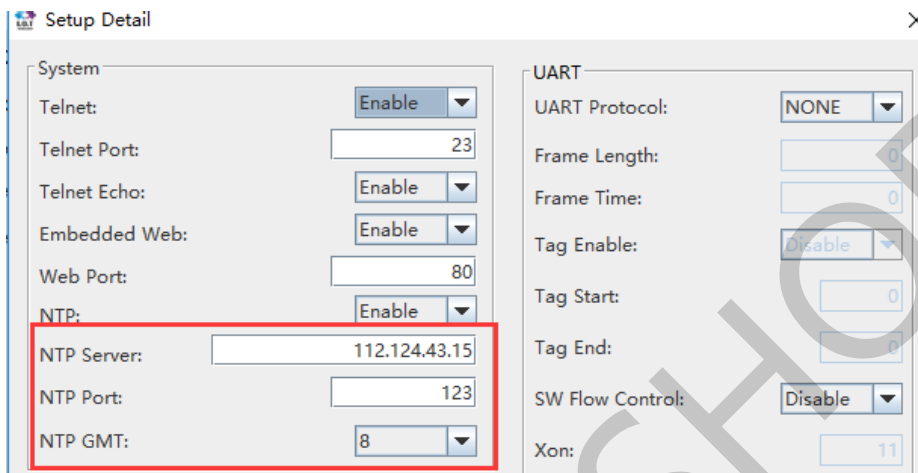 Setup Detail
System
Telnet: Enable
Telnet Port: 23
Telnet Echo: Enable
Embedded Web: Enable
Web Port: 80
NTP: Enable
NTP Server: 112.124.43.15
NTP Port: 123
NTP GMT: 8
UART
UART Protocol: NONE
Frame Length: 0
Frame Time: 0
Tag Enable: Disable
Tag Start: 0
Tag End: 0
SW Flow Control: Disable
Xon: 11